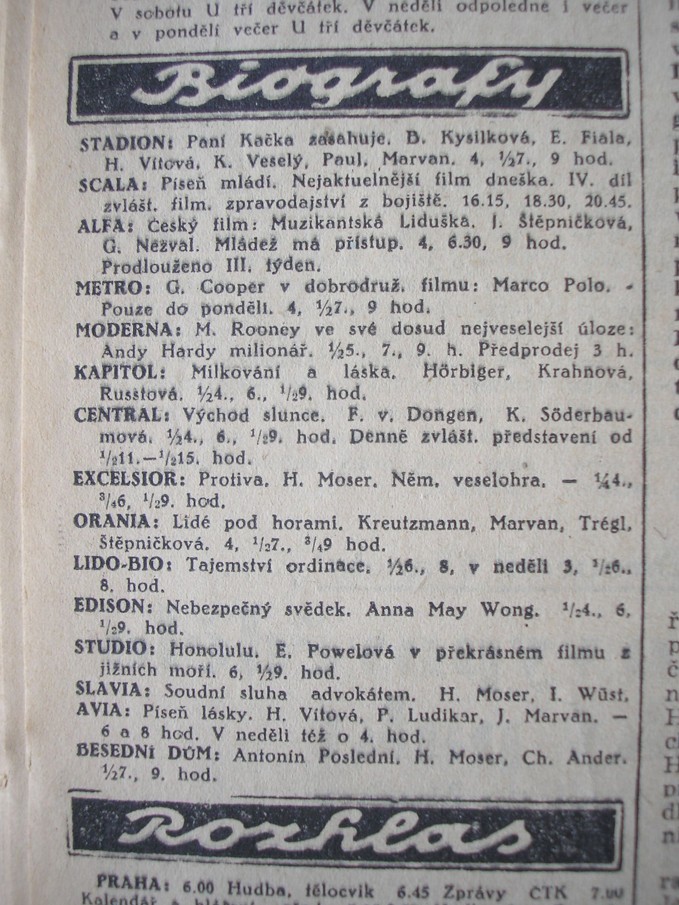 V sobotu U tří děvčátek. V neděli odpoledne i večer
a v pondělí večer U tří děvčátek.
Biografy
STADION: Paní Kačka zasahuje. B. Kysilková, E. Fiala,
H. Vítová, K. Veselý, Paul, Marvan. 4, ½7., 9 hod.
SCALA: Píseň mládí. Nejaktuelnější film dneška. IV. díl
zvlášt. film. zpravodajství z bojiště. 16.15, 18.30, 20.45.
ALFA: Český film: Muzikantská Liduška. J. Štěpničková,
G. Nezval. Mládež má přístup. 4, 6.30, 9 hod.
Prodlouženo III. týden.
METRO: G. Cooper v dobrodruž. filmu: Marco Polo. -
Pouze do pondělí. 4, ½7., 9 hod.
MODERNA: M. Rooney ve své dosud nejveselejší úloze:
Andy Hardy milionář. ½5., 7., 9. h. Předprodej 3 h.
KAPITOL: Milkování a láska. Hörbiger, Krahnová,
Russtová. ¼4., 6., ½9. hod.
CENTRAL: Východ slunce. F. v. Dongen, K. Söderbau-
mová. ¼4., 6., ½9. hod. Denně zvlášt. představení od
½11.—½15. hod.
EXCELSIOR: Protiva. H. Moser. Něm. veselohra. — ¼4.,
¾6, ½9. hod.
ORANIA: Lidé pod horami. Kreutzmann, Marvan, Trégl,
Štěpničková. 4, ½7., ¾9 hod.
LIDO-BIO: Tajemství ordinace. ½6., 8, v neděli 3, ½6.,
8. hod.
EDISON: Nebezpečný svědek. Anna May Wong. ½4., 6,
½9. hod.
STUDIO: Honolulu. E. Powelová v překrásném filmu z
jižních moří. 6, ½9. hod.
SLAVIA: Soudní sluha advokátem. H. Moser, I. Wüst.
AVIA: Píseň lásky. H. Vítová, P. Ludikar, J. Marvan. —
6 a 8 hod. V neděli též o 4. hod.
BESEDNÍ DŮM: Antonín Poslední. H. Moser, Ch. Ander.
½7., 9. hod.
Rozhlas
PRAHA: 6.00 Hudba, tělocvik 6.45 Zprávy ČTK 7.00
Kalendář a